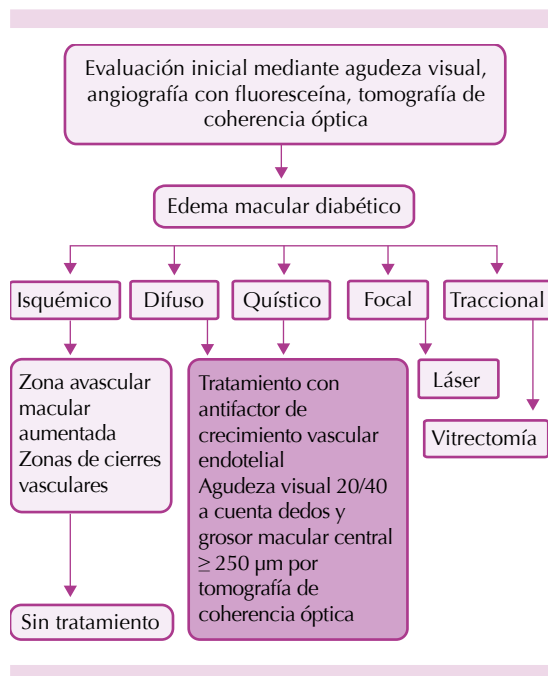 Evaluación inicial mediante agudeza visual,
angiografía con fluoresceína, tomografía de
coherencia óptica
Edema macular diabético
Isquémico
Difuso
Quístico
Focal
Traccional
Zona avascular
macular
aumentada
Zonas de cierres
vasculares
Tratamiento con
antifactor de
crecimiento vascular
endotelial
Agudeza visual 20/40
a cuenta dedos y
grosor macular central
≥ 250 μm por
tomografía de
coherencia óptica
Láser
Vitrectomía
Sin tratamiento